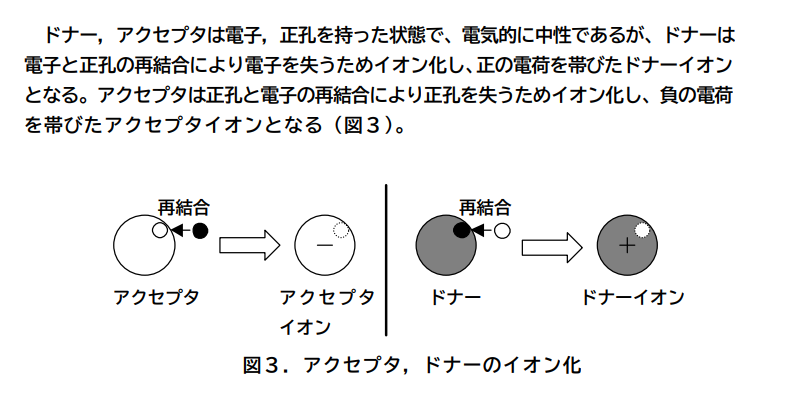 ドナー，アクセプタは電子，正孔を持った状態で、電気的に中性であるが、ドナーは
電子と正孔の再結合により電子を失うためイオン化し、正の電荷を帯びたドナーイオン
となる。アクセプタは正孔と電子の再結合により正孔を失うためイオン化し、負の電荷
を帯びたアクセプタイオンとなる（図３）。
再結合
再結合
－
＋
アクセプタ
アクセプタ
イオン
ドナー
ドナーイオン
図３．アクセプタ，ドナーのイオン化